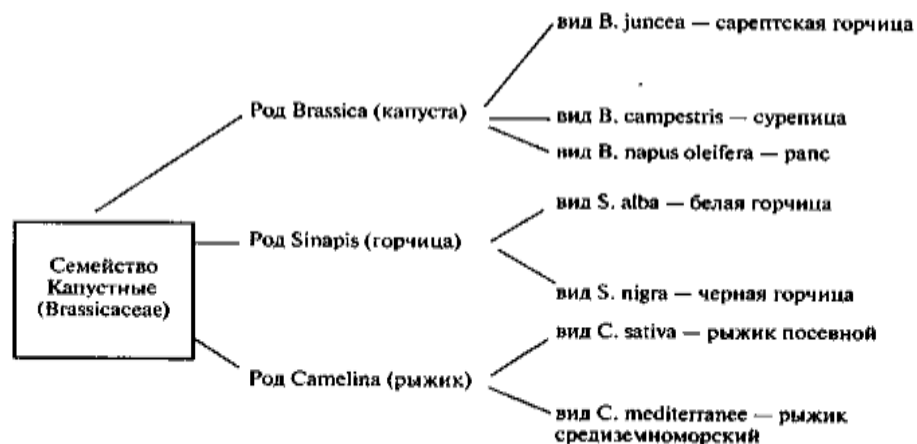 вид B. juncea — сарептская горчица
Род Brassica (капуста)
вид B. campestris — сурепица
вид B. napus oleifera — рапс
Семейство
Капустные
(Brassicaceae)
Род Sinapis (горчица)
вид S. alba — белая горчица
вид S. nigra — черная горчица
Род Camelina (рыжик)
вид C. sativa — рыжик посевной
вид C. mediterranee — рыжик
средиземноморский